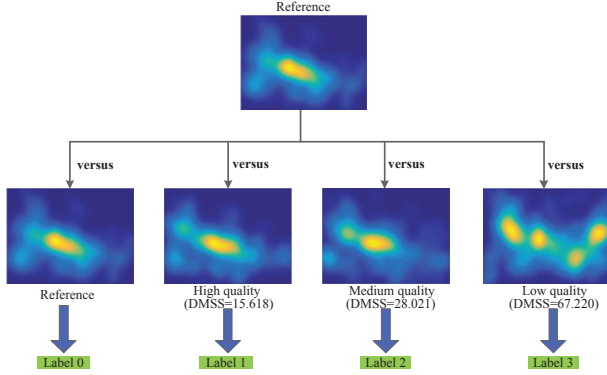 Reference
versus
versus
versus
versus
Reference
High quality
(DMSS=15.618)
Medium quality
(DMSS=28.021)
Low quality
(DMSS=67.220)
Label 0
Label 1
Label 2
Label 3